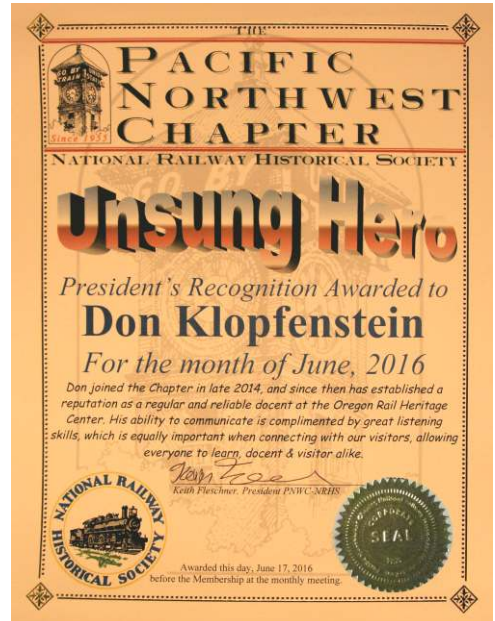 THE
PACIFIC
NORTHWEST
CHAPTER
GO BY
TRAIN
Since 1955
NATIONAL RAILWAY HISTORICAL SOCIETY
Unsung Hero
President's Recognition Awarded to
Don Klopfenstein
For the month of June, 2016
Don joined the Chapter in late 2014, and since then has established a
reputation as a regular and reliable docent at the Oregon Rail Heritage
Center. His ability to communicate is complimented by great listening
skills, which is equally important when connecting with our visitors, allowing
everyone to learn, docent & visitor alike.
Keith Fleschner, President PNWC-NRHS
NATIONAL RAILWAY
HISTORICAL SOCIETY
CORPORATE
SEAL
Awarded this day, June 17, 2016
before the Membership at the monthly meeting.